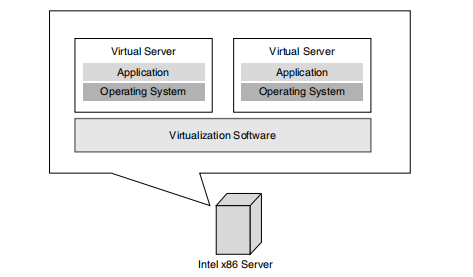 Virtual Server
Virtual Server
Application
Application
Operating System
Operating System
Virtualization Software
Intel x86 Server